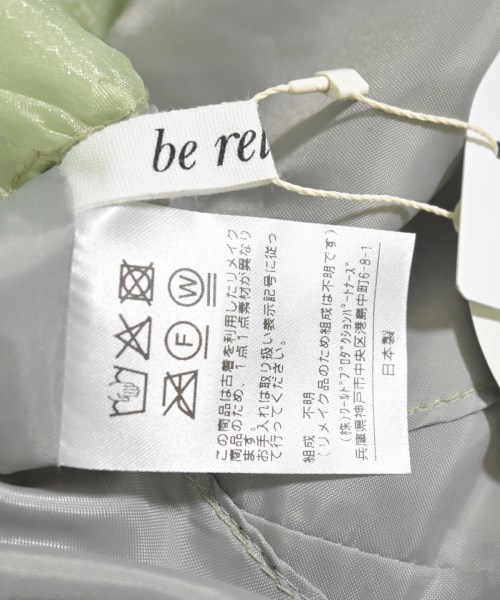 be rel
この商品は古着を利用したリメイク
商品のため、1点1点素材が異なり
ます。
お手入れは取り扱い表示記号に従っ
て行ってください。
組成 不明
(リメイク品のため組成は不明です)
(株)ワールドプロダクションパートナーズ
兵庫県神戸市中央区港島中町6-8-1
日本製
W
F